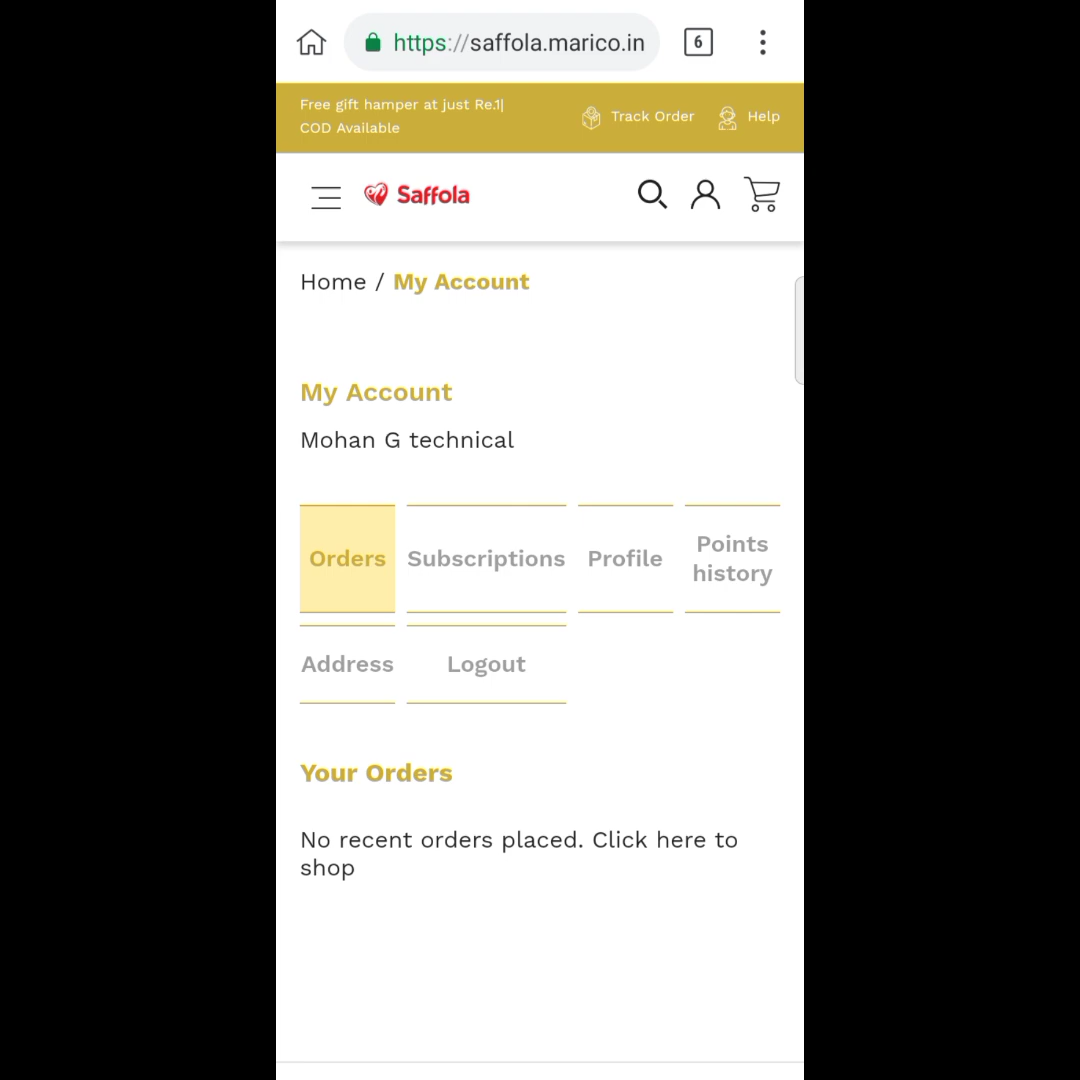 https://saffola.marico.in
6
Free gift hamper at just Re.1|
COD Available
Track Order
Help
Saffola
Home / My Account
My Account
Mohan G technical
Orders
Subscriptions
Profile
Points
history
Address
Logout
Your Orders
No recent orders placed. Click here to
shop